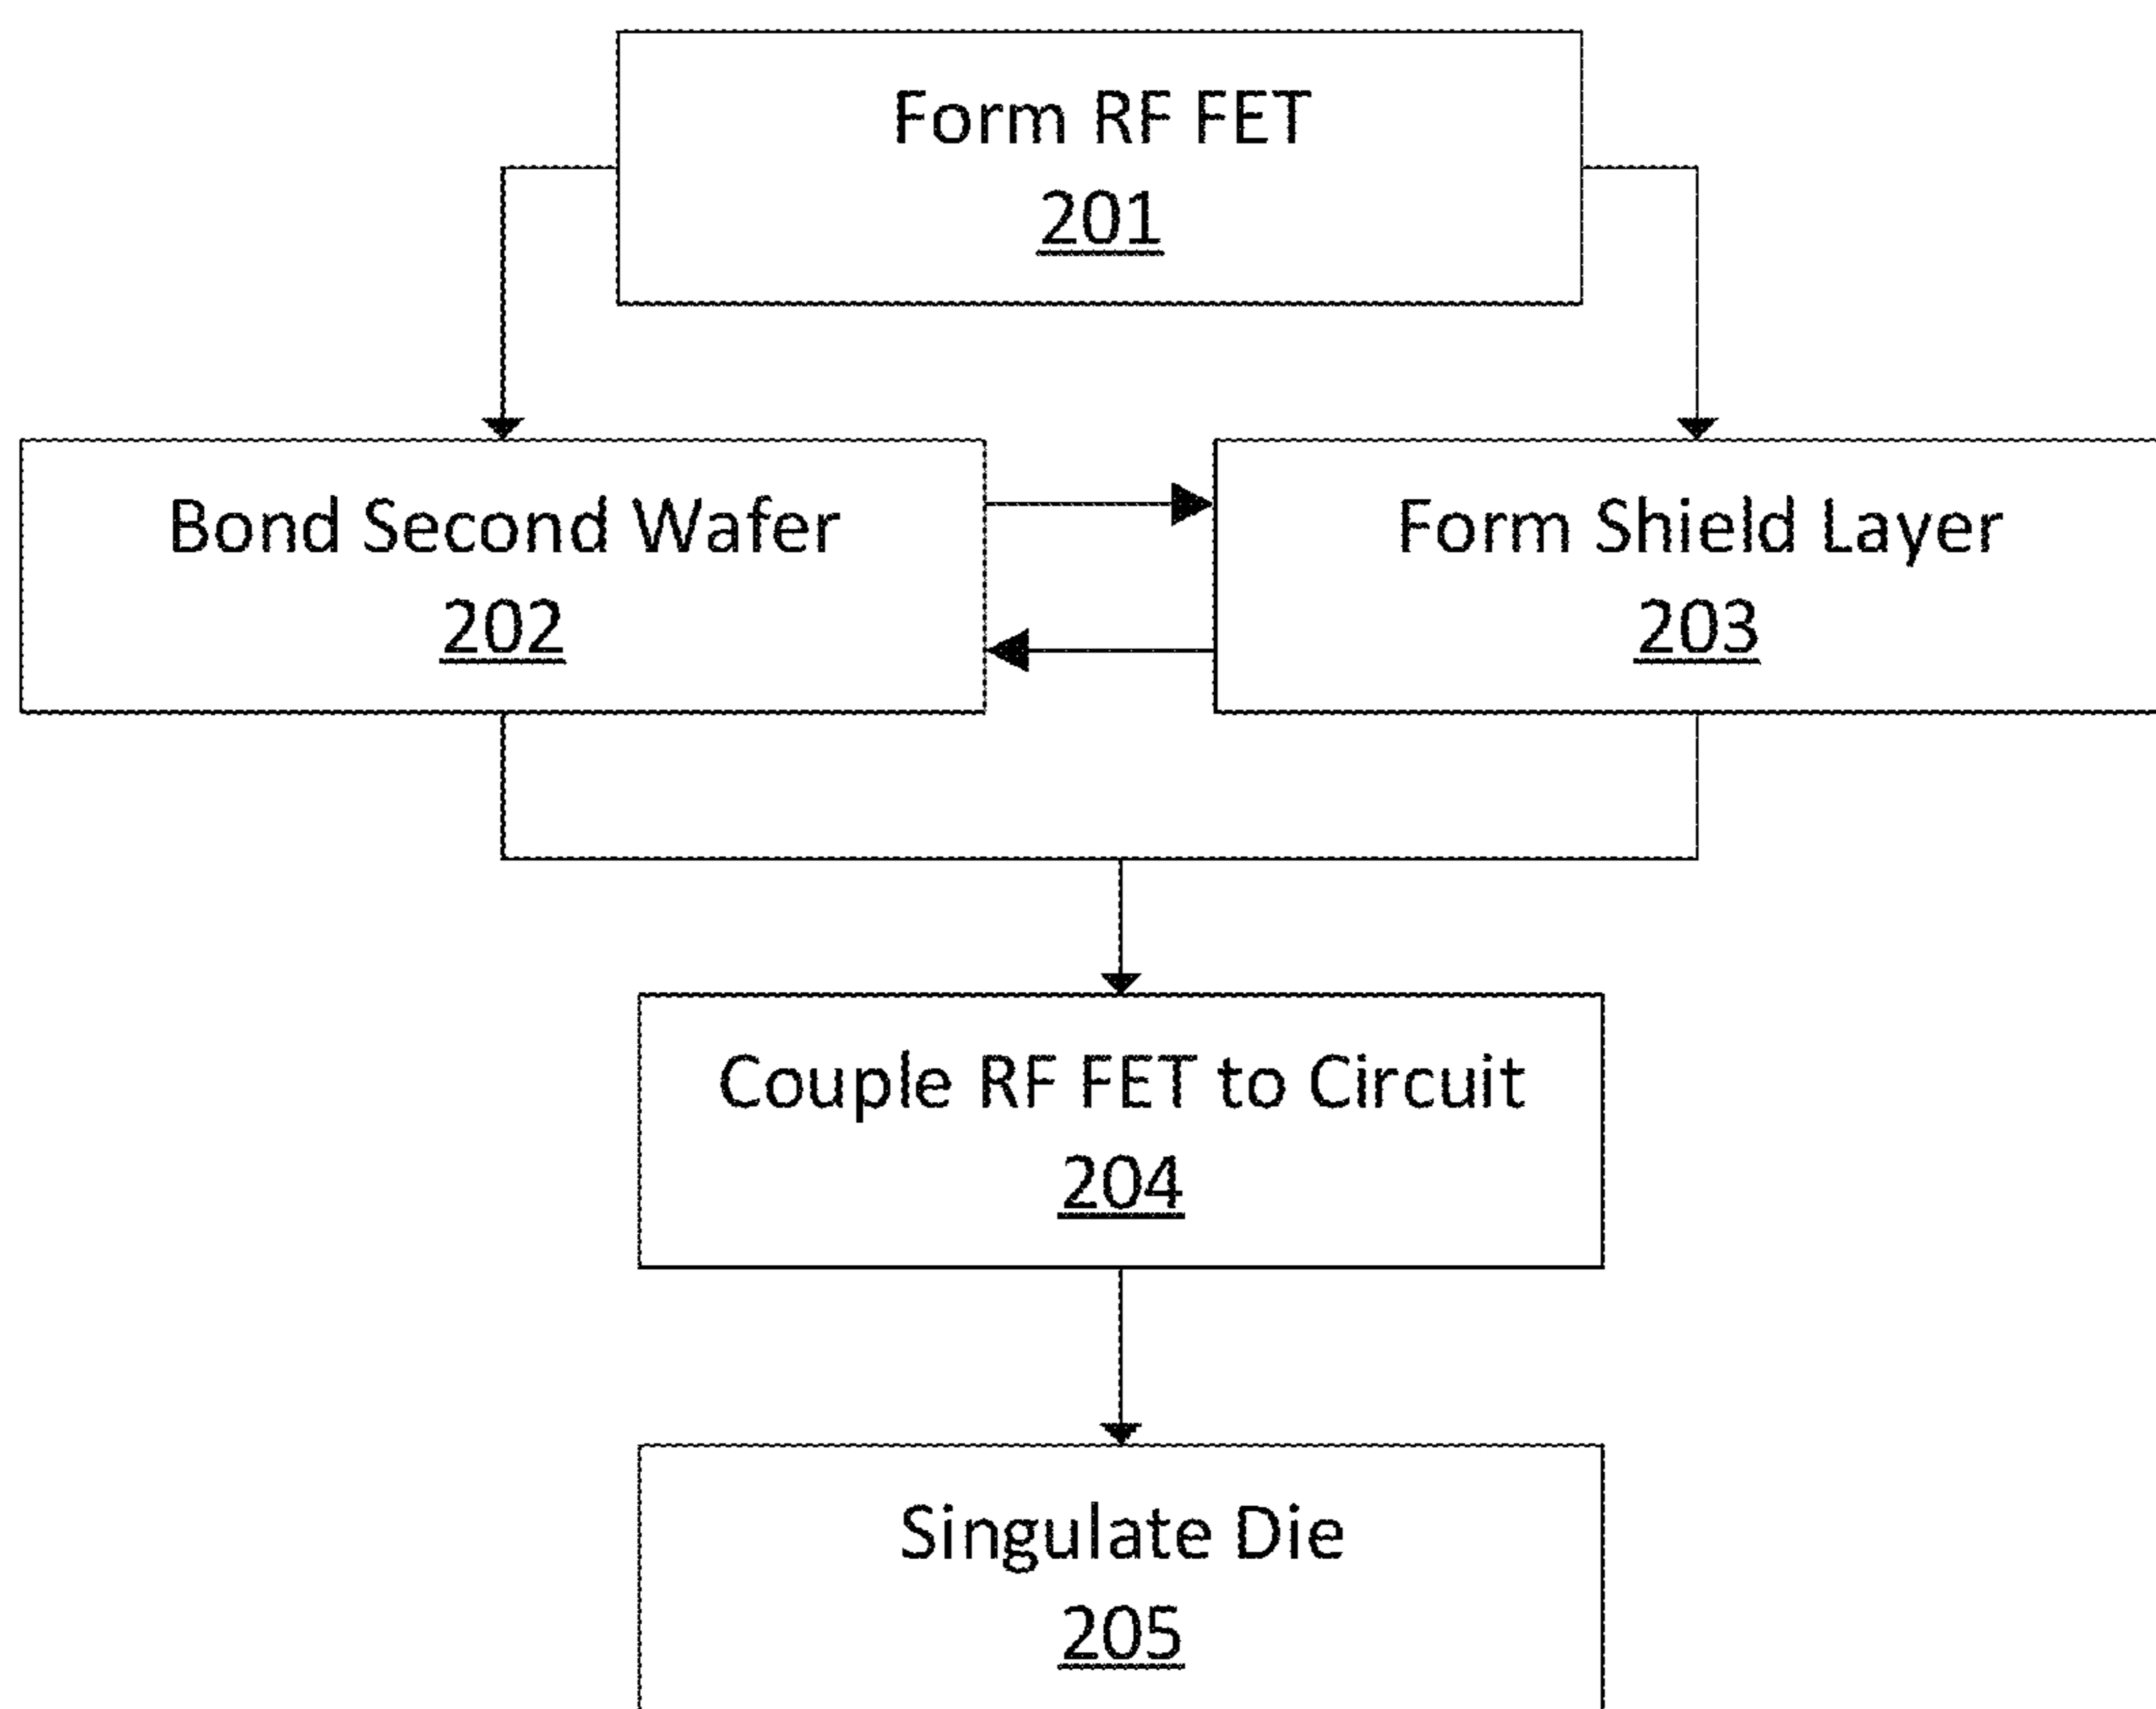 Form RF FET
201
Bond Second Wafer
202
Form Shield Layer
203
Couple RF FET to Circuit
204
Singulate Die
205